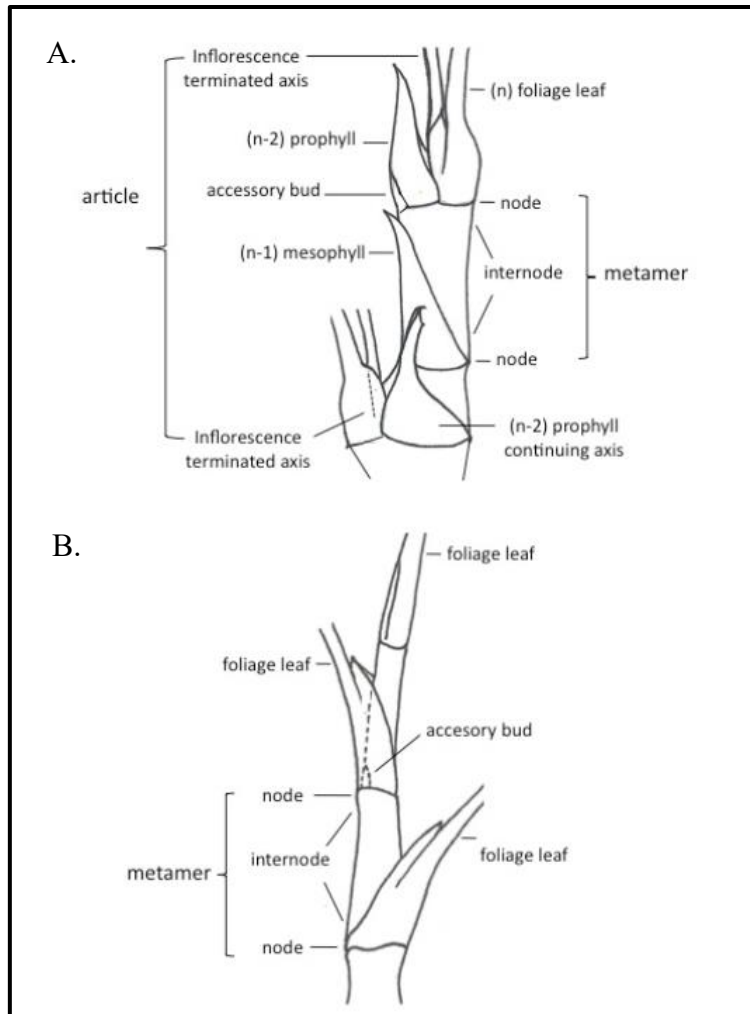 A.
Inflorescence
terminated axis
(n) foliage leaf
(n-2) prophyll
accessory bud
node
article
(n-1) mesophyll
internode
metamer
node
Inflorescence
terminated axis
(n-2) prophyll
continuing axis
B.
foliage leaf
foliage leaf
accesory bud
node
internode
foliage leaf
metamer
node